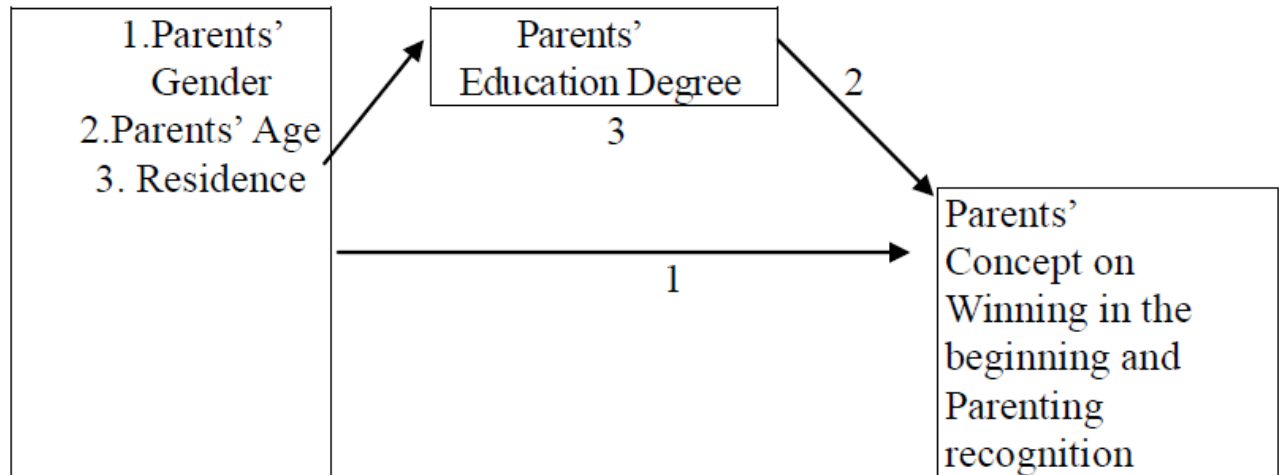 1.Parents’
Gender
2.Parents’ Age
3. Residence
Parents’
Education Degree
3
2
1
Parents’
Concept on
Winning in the
beginning and
Parenting
recognition